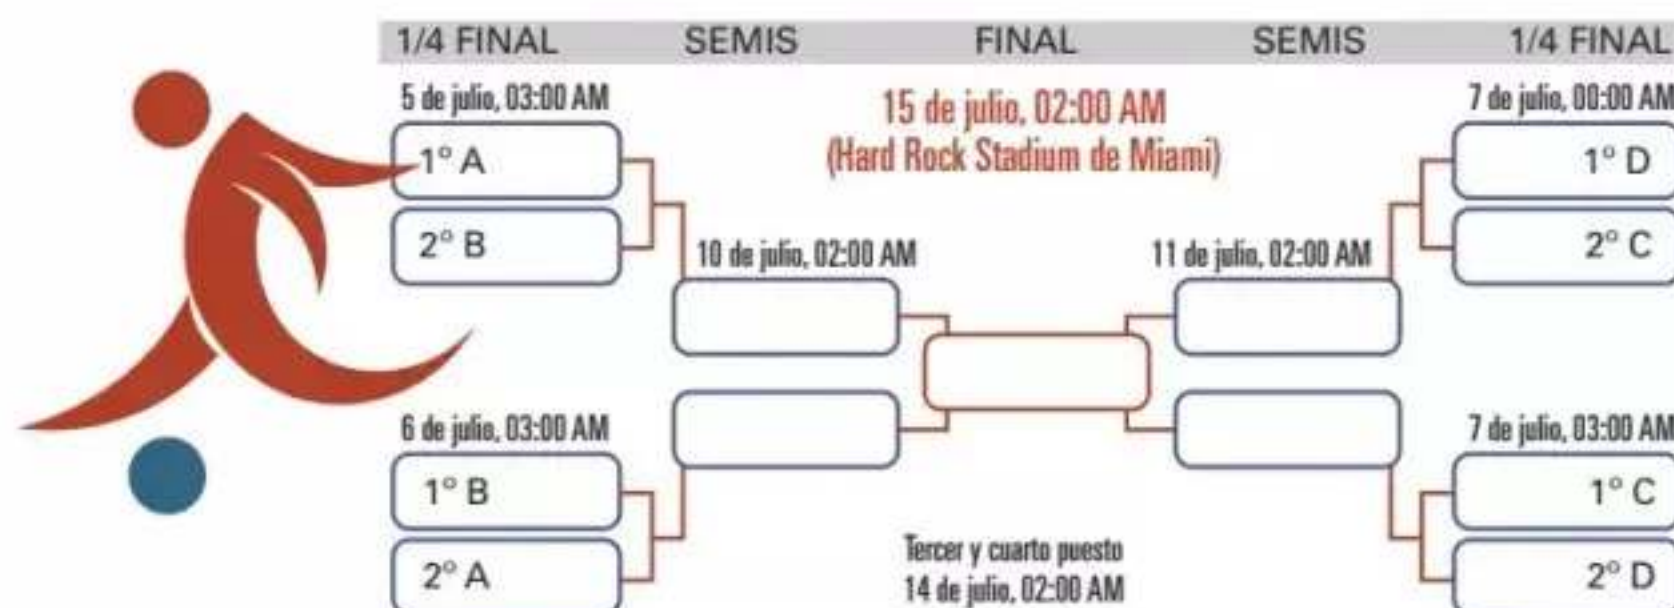 1/4 FINAL SEMIS FINAL SEMIS 1/4 FINAL
5 de julio, 03:00 AM
1° A
2° B
6 de julio, 03:00 AM
1° B
2° A
10 de julio, 02:00 AM
15 de julio, 02:00 AM
(Hard Rock Stadium de Miami)
Tercer y cuarto puesto
14 de julio, 02:00 AM
11 de julio, 02:00 AM
7 de julio, 00:00 AM
1° D
2° C
7 de julio, 03:00 AM
1° C
2° D